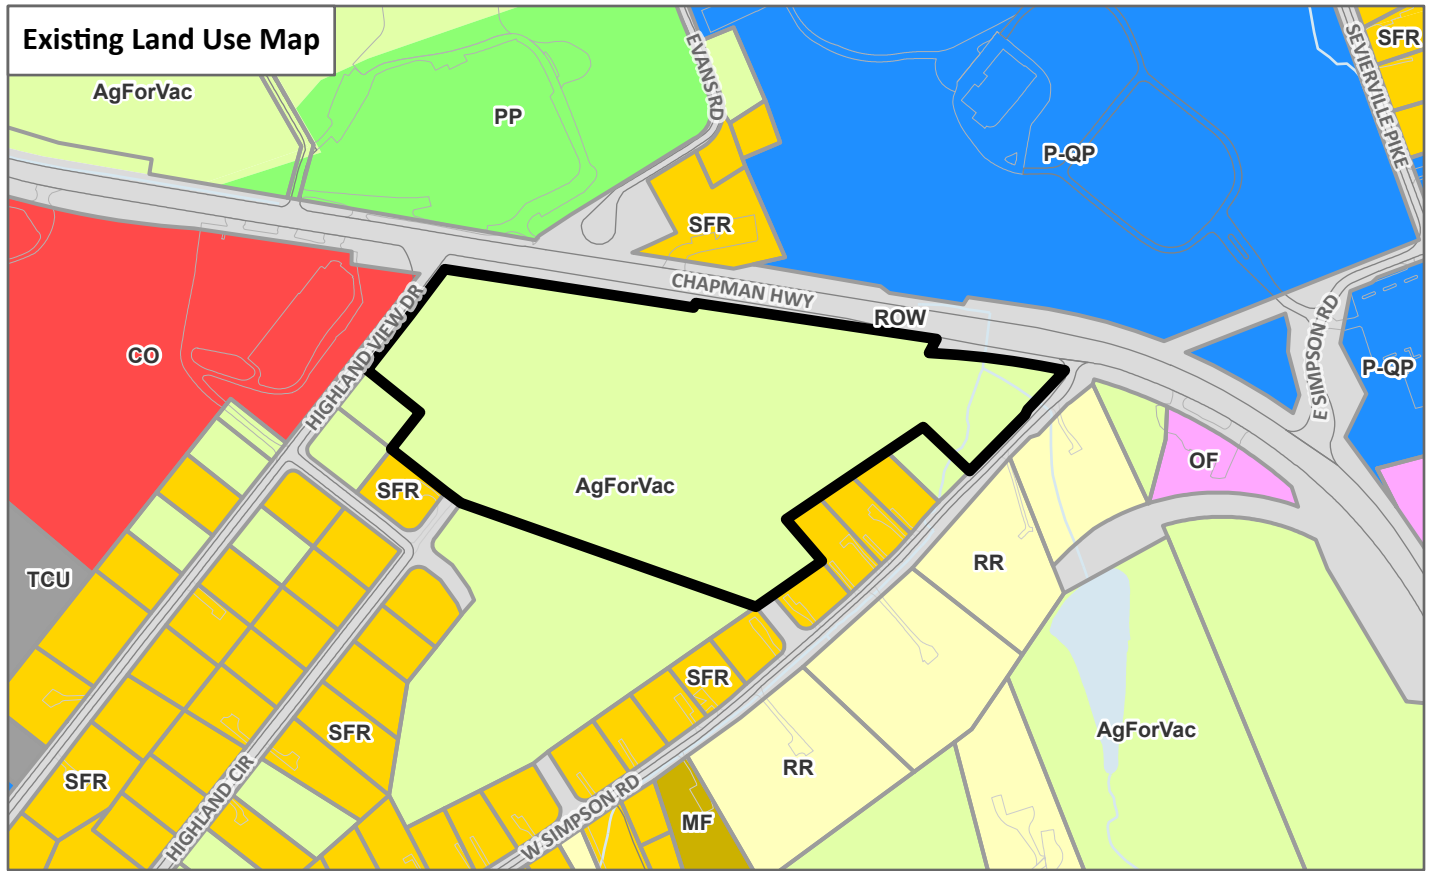 Existing Land Use Map
SFR
AgForVac
EVANS RD
SEVIERVILLE PIKE
PP
P-QP
SFR
CHAPMAN HWY
ROW
HIGHLAND VIEW DR
CO
E SIMPSON RD
P-QP
OF
SFR
AgForVac
RR
TCU
SFR
SFR
AgForVac
RR
SFR
HIGHLAND CIR
W SIMPSON RD
MF